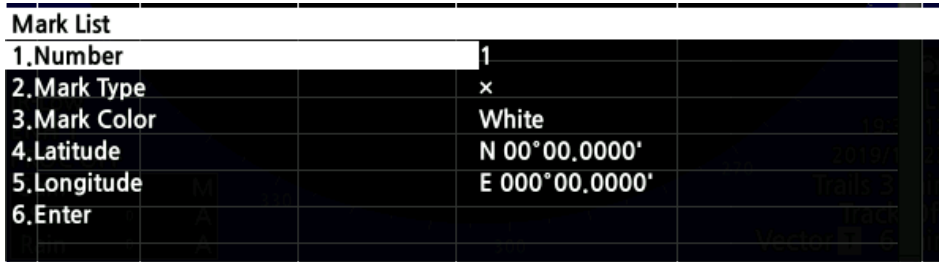 Mark List
1.Number 1
2.Mark Type ×
3.Mark Color White
4.Latitude N 00°00.0000'
5.Longitude E 000°00.0000'
6.Enter